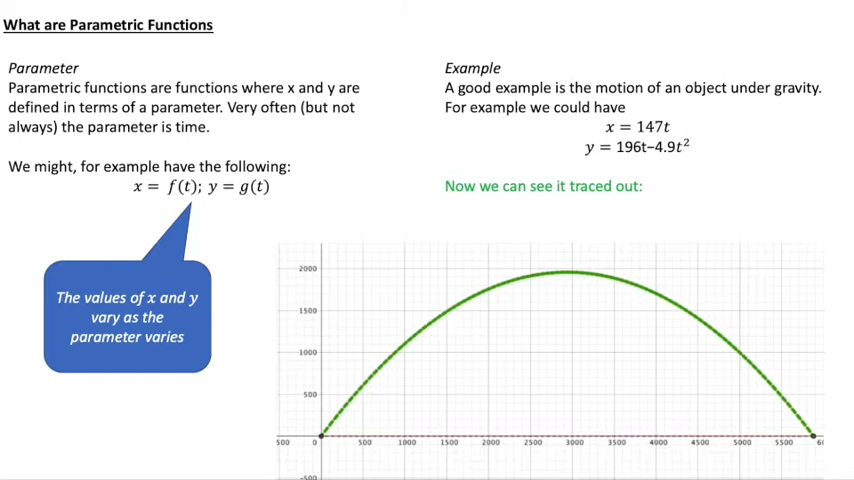 What are Parametric Functions
Parameter
Parametric functions are functions where x and y are
defined in terms of a parameter. Very often (but not
always) the parameter is time.
We might, for example have the following:
x = f(t); y = g(t)
The values of x and y
vary as the
parameter varies
Example
A good example is the motion of an object under gravity.
For example we could have
x = 147t
y = 196t−4.9t²
Now we can see it traced out:
2000
1500
1000
500
500 0 500 1000 1500 2000 2500 3000 3500 4000 4500 5000 5500
-500